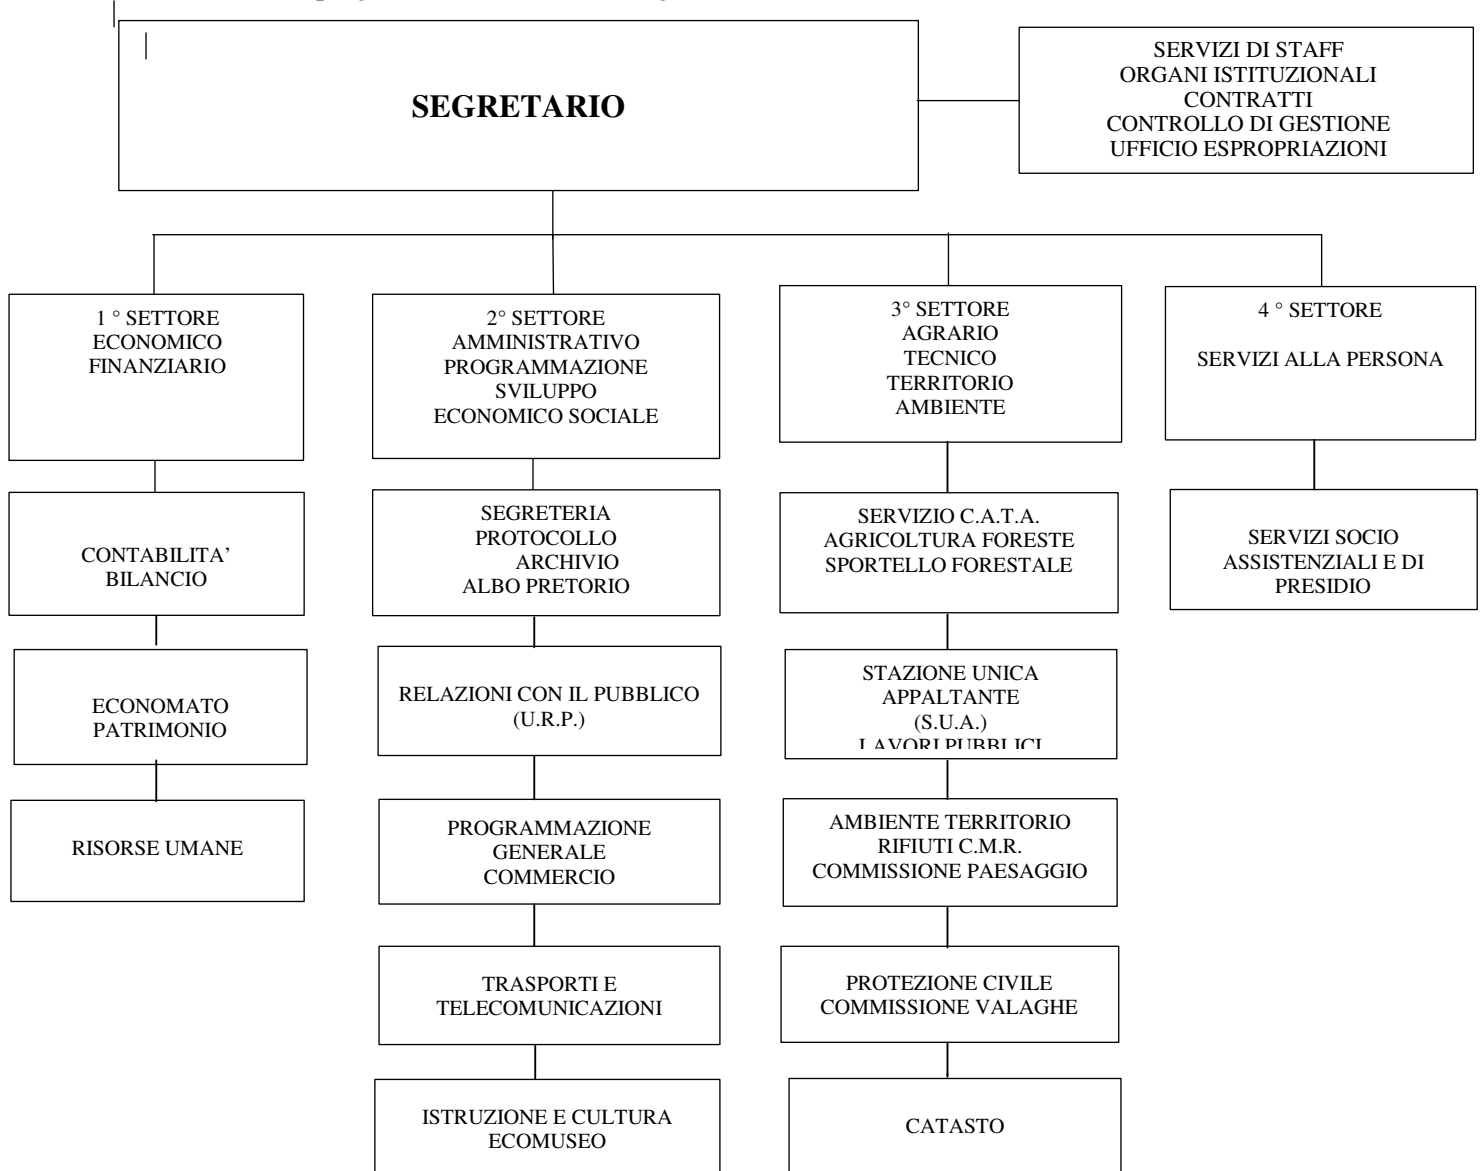 SEGRETARIO
SERVIZI DI STAFF
ORGANI ISTITUZIONALI
CONTRATTI
CONTROLLO DI GESTIONE
UFFICIO ESPROPRIAZIONI
1 ° SETTORE
ECONOMICO
FINANZIARIO
2° SETTORE
AMMINISTRATIVO
PROGRAMMAZIONE
SVILUPPO
ECONOMICO SOCIALE
3° SETTORE
AGRARIO
TECNICO
TERRITORIO
AMBIENTE
4 ° SETTORE
SERVIZI ALLA PERSONA
CONTABILITA’
BILANCIO
SEGRETERIA
PROTOCOLLO
ARCHIVIO
ALBO PRETORIO
SERVIZIO C.A.T.A.
AGRICOLTURA FORESTE
SPORTELLO FORESTALE
SERVIZI SOCIO
ASSISTENZIALI E DI
PRESIDIO
ECONOMATO
PATRIMONIO
RELAZIONI CON IL PUBBLICO
(U.R.P.)
STAZIONE UNICA
APPALTANTE
(S.U.A.)
LAVORI PUBBLICI
RISORSE UMANE
PROGRAMMAZIONE
GENERALE
COMMERCIO
AMBIENTE TERRITORIO
RIFIUTI C.M.R.
COMMISSIONE PAESAGGIO
TRASPORTI E
TELECOMUNICAZIONI
PROTEZIONE CIVILE
COMMISSIONE VALAGHE
ISTRUZIONE E CULTURA
ECOMUSEO
CATASTO